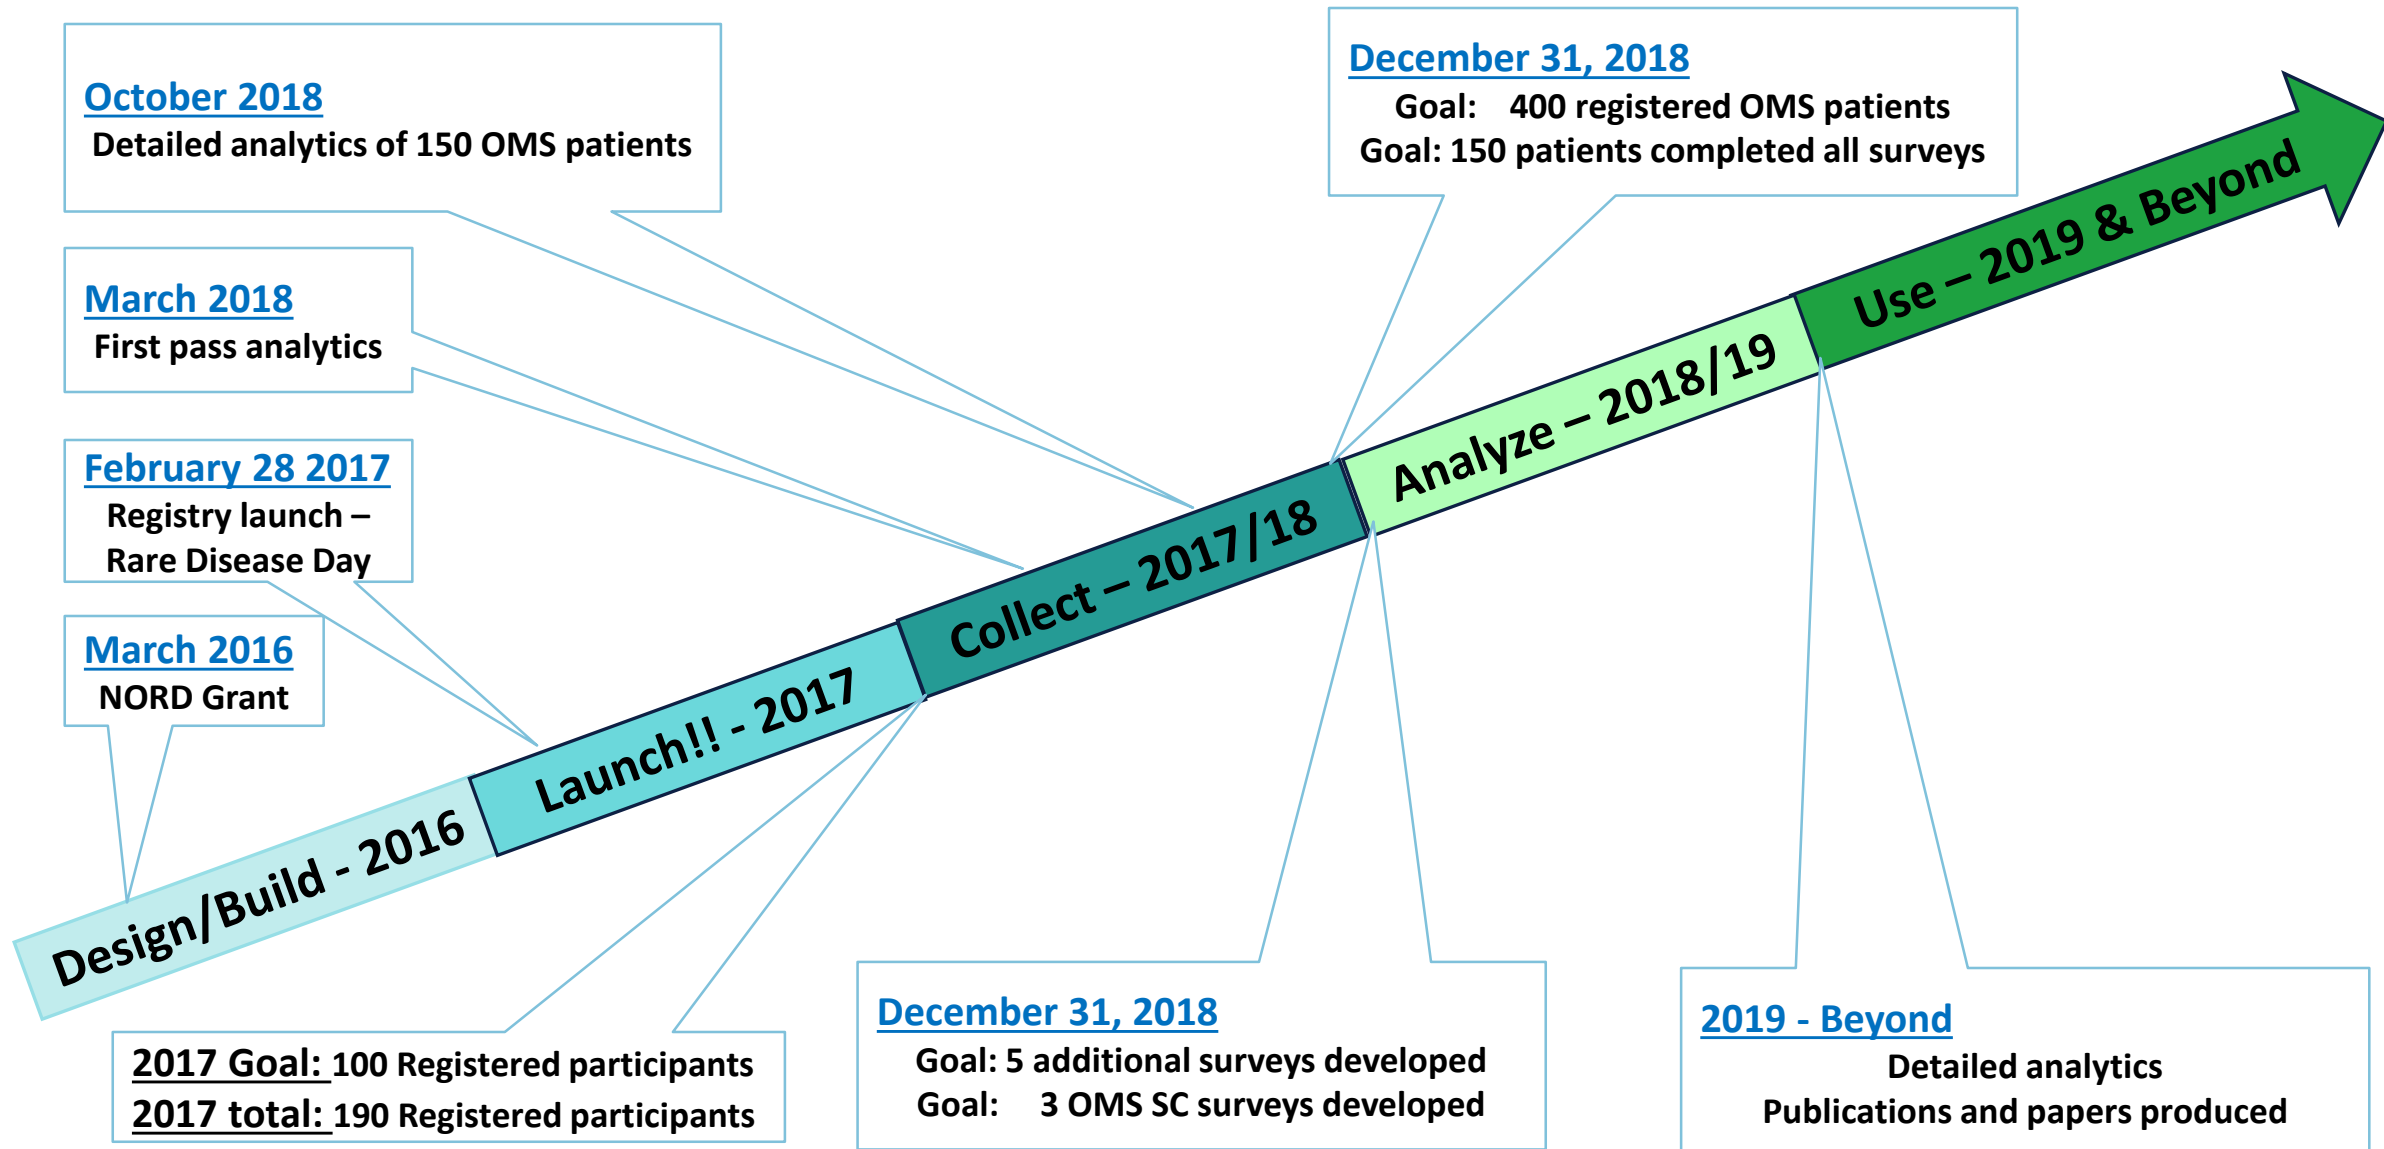 October 2018
Detailed analytics of 150 OMS patients
March 2018
First pass analytics
February 28 2017
Registry launch –
Rare Disease Day
March 2016
NORD Grant
December 31, 2018
Goal: 400 registered OMS patients
Goal: 150 patients completed all surveys
Design/Build - 2016
Launch!! - 2017
Collect – 2017/18
Analyze – 2018/19
Use – 2019 & Beyond
2017 Goal: 100 Registered participants
2017 total: 190 Registered participants
December 31, 2018
Goal: 5 additional surveys developed
Goal: 3 OMS SC surveys developed
2019 - Beyond
Detailed analytics
Publications and papers produced